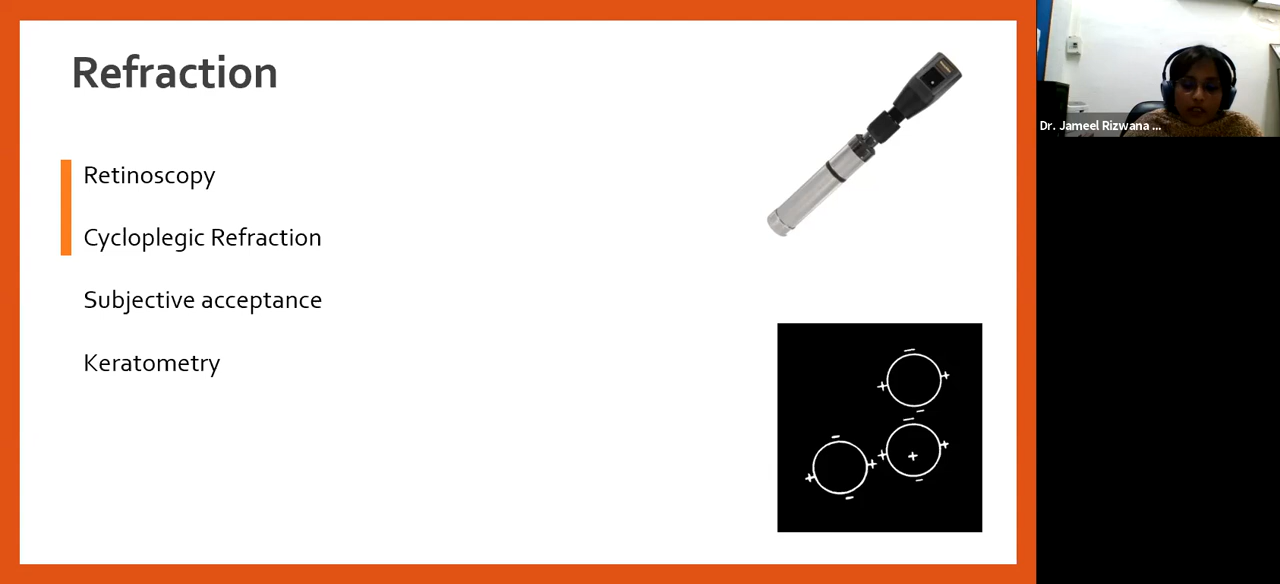 Refraction
Retinoscopy
Cycloplegic Refraction
Subjective acceptance
Keratometry
Dr. Jameel Rizwana ...